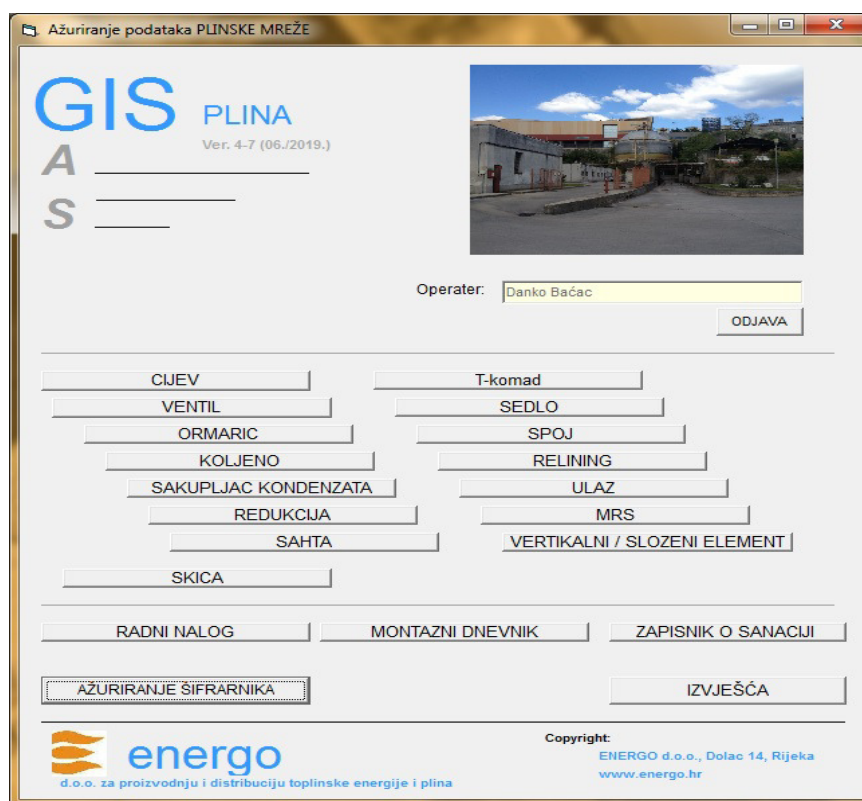 Ažuriranje podataka PLINSKE MREŽE
GIS PLINA
Ver. 4-7 (06./2019.)
A
S
Operater: Danko Baćac
ODJAVA
CIJEV T-komad
VENTIL SEDLO
ORMARIC SPOJ
KOLJENO RELINING
SAKUPLJAC KONDENZATA ULAZ
REDUKCIJA MRS
SAHTA VERTIKALNI / SLOZENI ELEMENT
SKICA
RADNI NALOG MONTAZNI DNEVNIK ZAPISNIK O SANACIJI
AŽURIRANJE ŠIFRARNIKA IZVJEŠĆA
energo
d.o.o. za proizvodnju i distribuciju toplinske energije i plina
Copyright:
ENERGO d.o.o., Dolac 14, Rijeka
www.energo.hr